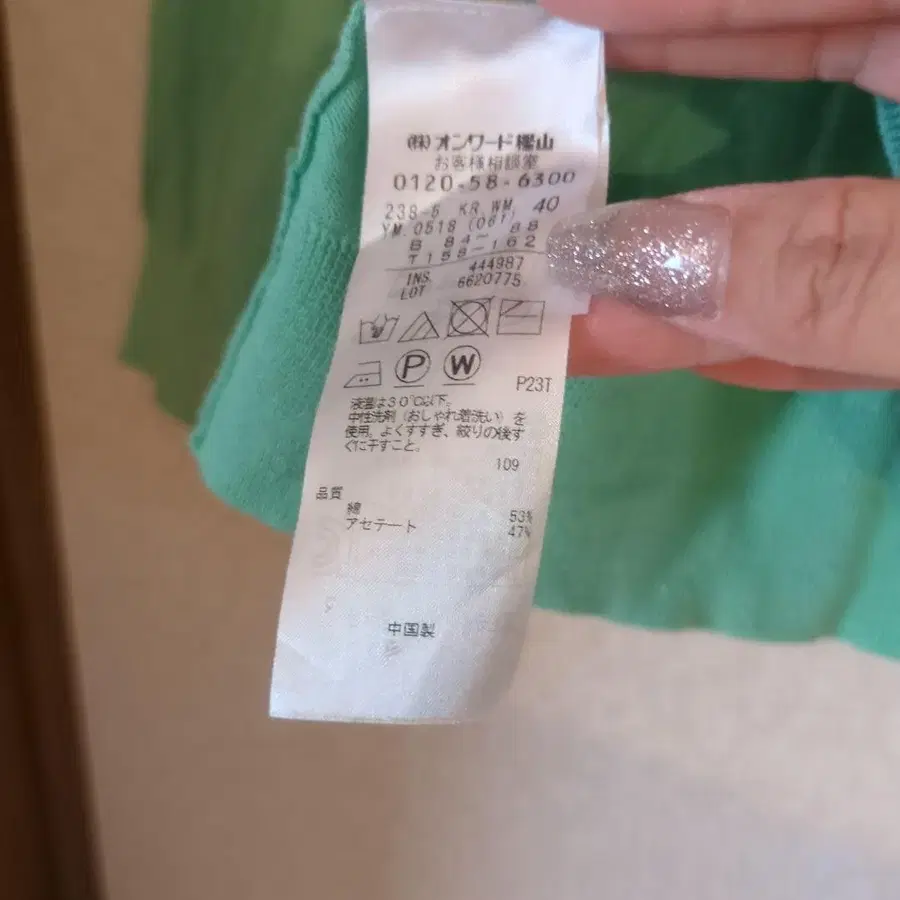 (株)オンワード樫山
お客様相談室
0120-58-6300
238-5 KR WM 40
YM.0518 (061)
B 84~88
T158-162
INS 444987
LOT 6620775
P W
P23T
液温は30℃以下。
中性洗剤(おしゃれ着洗い)を
使用。よくすすぎ、絞りの後す
ぐに干すこと。
109
品質
綿 53%
アセテート 47%
中国製